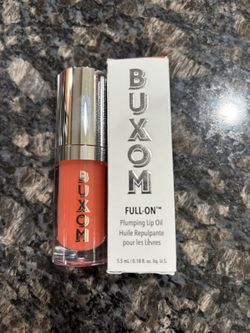 BUXOM
BUXOM
FULL-ON™
Plumping Lip Oil
Huile Repulpante
pour les Lèvres
5.5 mL / 0.18 fl. oz. liq. U.S.